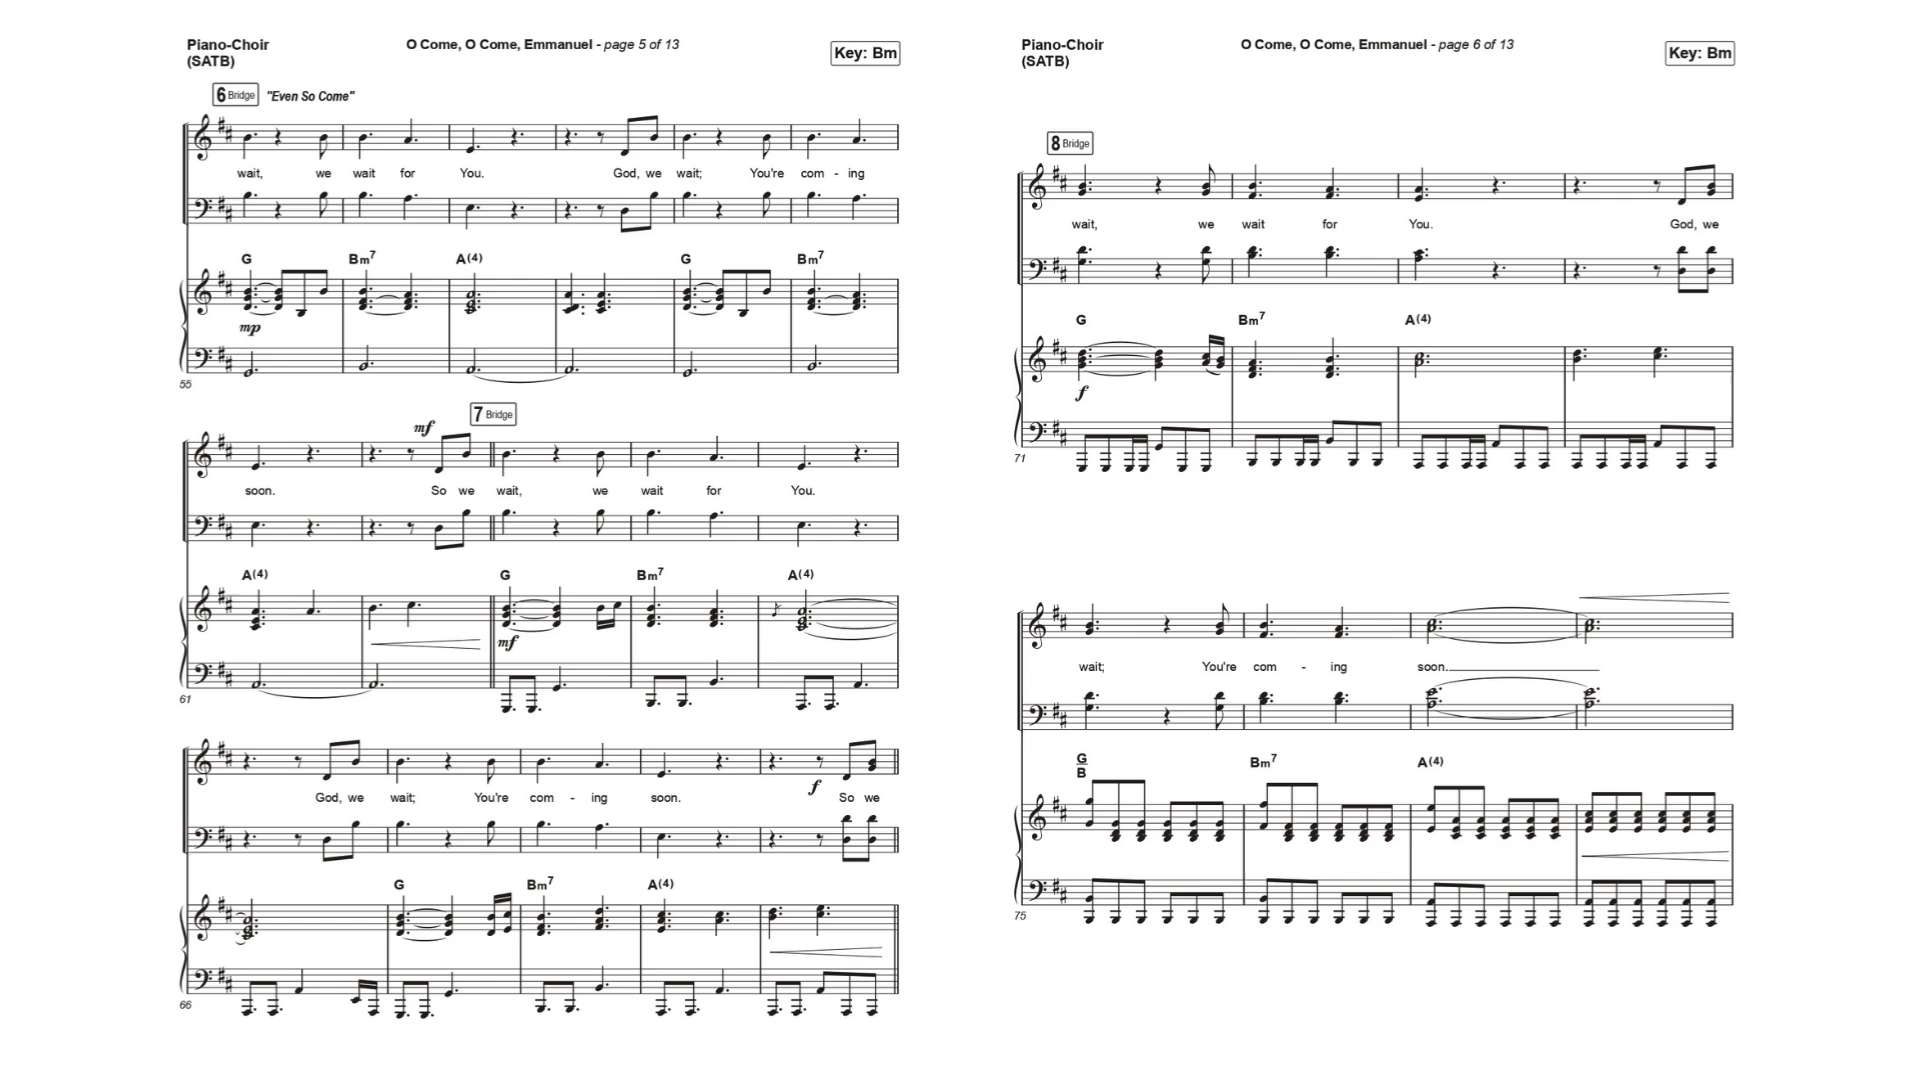 Piano-Choir
(SATB)
O Come, O Come, Emmanuel - page 5 of 13
Key: Bm
6 Bridge "Even So Come"
wait, we wait for You. God, we wait; You're com - ing
G Bm7 A(4) G Bm7
mp
55
mf
7 Bridge
soon. So we wait, we wait for You.
A(4) G Bm7 A(4)
mf
61
f
God, we wait; You're com - ing soon. So we
G Bm7 A(4)
66
Piano-Choir
(SATB)
O Come, O Come, Emmanuel - page 6 of 13
Key: Bm
8 Bridge
wait, we wait for You. God, we
G Bm7 A(4)
f
71
wait; You're com - ing soon.
G
B Bm7 A(4)
75